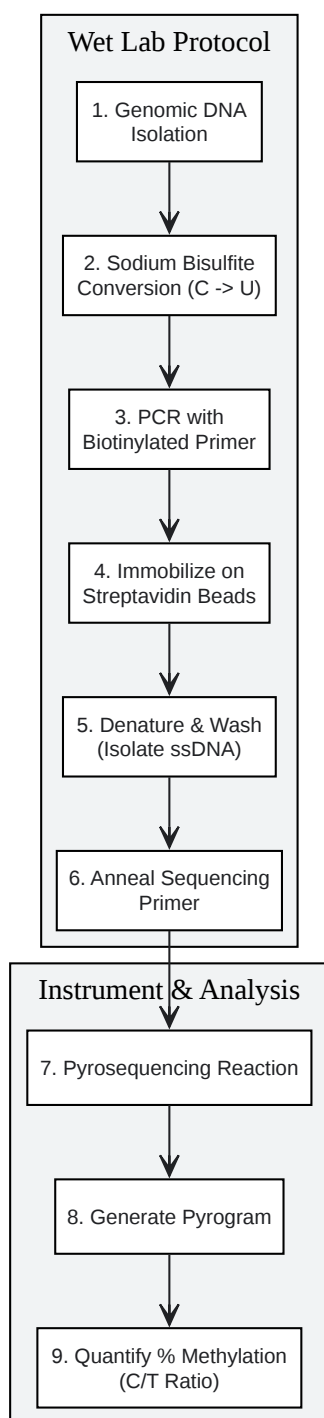 Wet Lab Protocol
1. Genomic DNA
Isolation
2. Sodium Bisulfite
Conversion (C -> U)
3. PCR with
Biotinylated Primer
4. Immobilize on
Streptavidin Beads
5. Denature & Wash
(Isolate ssDNA)
6. Anneal Sequencing
Primer
Instrument & Analysis
7. Pyrosequencing Reaction
8. Generate Pyrogram
9. Quantify % Methylation
(C/T Ratio)